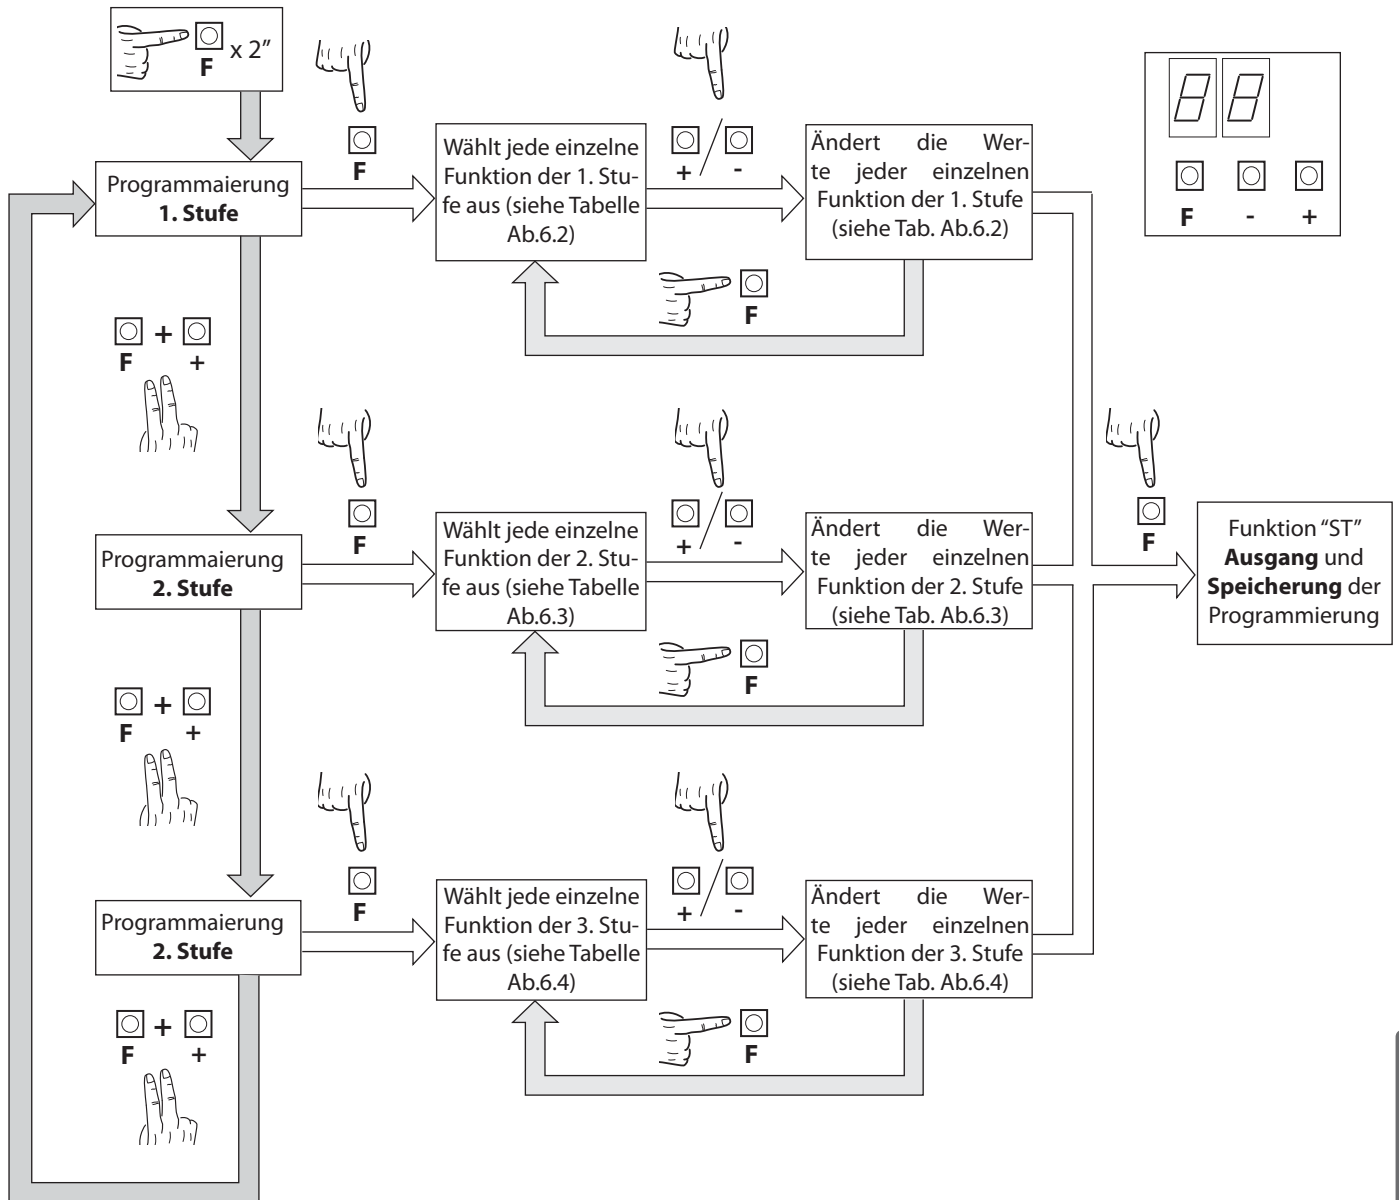 F x 2"
F
+ / -
F - +
Programmaierung
1. Stufe
Wählt jede einzelne
Funktion der 1. Stu-
fe aus (siehe Tabelle
Ab.6.2)
Ändert die Wer-
te jeder einzelnen
Funktion der 1. Stufe
(siehe Tab. Ab.6.2)
F
+
F +
F
+ / -
Programmaierung
2. Stufe
Wählt jede einzelne
Funktion der 2. Stu-
fe aus (siehe Tabelle
Ab.6.3)
Ändert die Wer-
te jeder einzelnen
Funktion der 2. Stufe
(siehe Tab. Ab.6.3)
F
F
Funktion “ST”
Ausgang und
Speicherung der
Programmierung
+
F +
F
+ / -
Programmaierung
2. Stufe
Wählt jede einzelne
Funktion der 3. Stu-
fe aus (siehe Tabelle
Ab.6.4)
Ändert die Wer-
te jeder einzelnen
Funktion der 3. Stufe
(siehe Tab. Ab.6.4)
F
+
F +